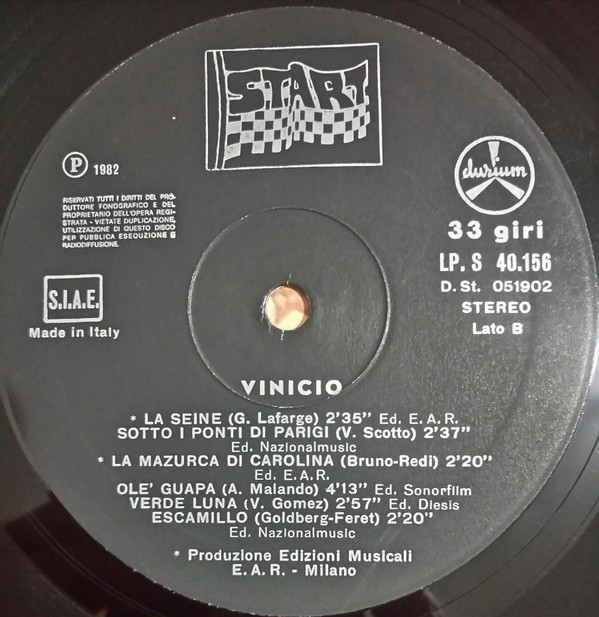 START
P 1982
RISERVATI TUTTI I DIRITTI DEL PRO-
DUTTORE FONOGRAFICO E DEL
PROPRIETARIO DELL'OPERA REGI-
STRATA - VIETATE DUPLICAZIONE,
UTILIZZAZIONE DI QUESTO DISCO
PER PUBBLICA ESECUZIONE E
RADIODIFFUSIONE.
S.I.A.E.
Made in Italy
durium
33 giri
LP. S 40.156
D. St. 051902
STEREO
Lato B
VINICIO
* LA SEINE (G. Lafarge) 2'35" Ed. E. A. R.
SOTTO I PONTI DI PARIGI (V. Scotto) 2'37"
Ed. Nazionalmusic
* LA MAZURCA DI CAROLINA (Bruno-Redi) 2'20"
Ed. E.A.R.
OLE' GUAPA (A. Malando) 4'13" Ed. Sonorfilm
VERDE LUNA (V. Gomez) 2'57" Ed. Diesis
ESCAMILLO (Goldberg-Feret) 2'20"
Ed. Nazionalmusic
* Produzione Edizioni Musicali
E. A. R. - Milano